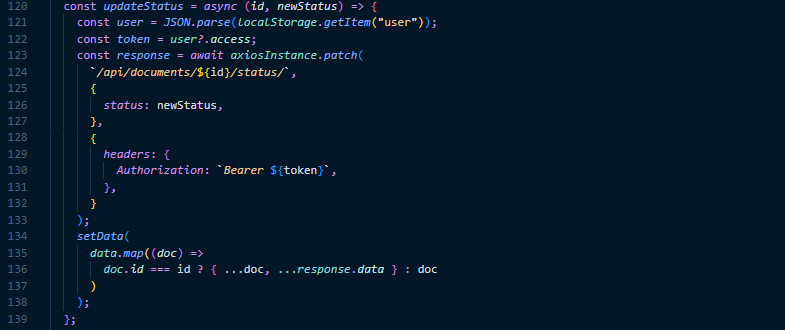 120 const updateStatus = async (id, newStatus) => {
121 const user = JSON.parse(localStorage.getItem("user"));
122 const token = user?.access;
123 const response = await axiosInstance.patch(
124 `/api/documents/${id}/status/`,
125 {
126 status: newStatus,
127 },
128 {
129 headers: {
130 Authorization: `Bearer ${token}`,
131 },
132 }
133 );
134 setData(
135 data.map((doc) =>
136 doc.id === id ? { ...doc, ...response.data } : doc
137 )
138 );
139 };